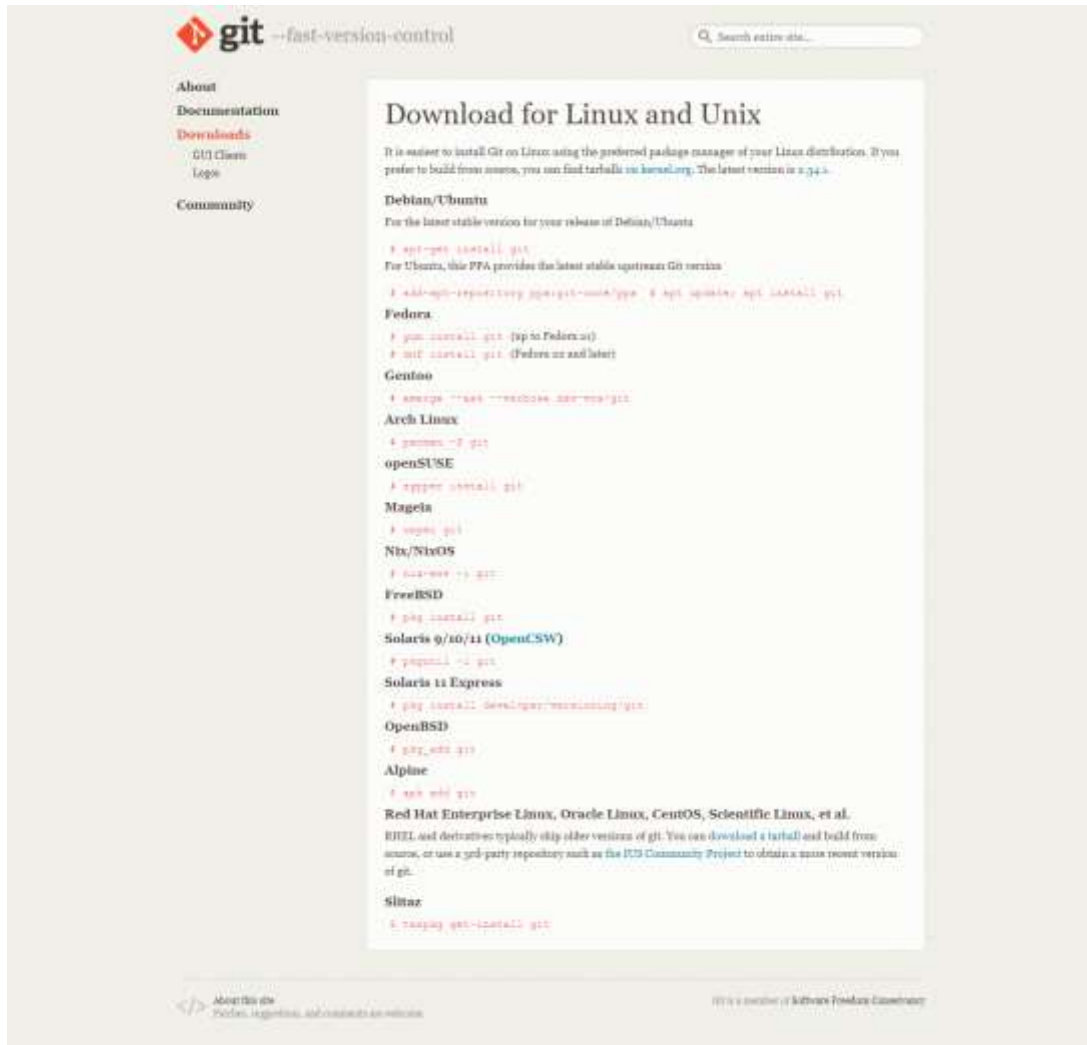 git --fast-version-control
Search entire site...
About
Documentation
Downloads
GUI Clients
Logos
Community
Download for Linux and Unix
It is easiest to install Git on Linux using the preferred package manager of your Linux distribution. If you
prefer to build from source, you can find tarballs on kernel.org. The latest version is 2.34.1.
Debian/Ubuntu
For the latest stable version for your release of Debian/Ubuntu
# apt-get install git
For Ubuntu, this PPA provides the latest stable upstream Git version
# add-apt-repository ppa:git-core/ppa # apt update; apt install git
Fedora
# yum install git (up to Fedora 21)
# dnf install git (Fedora 22 and later)
Gentoo
# emerge --ask --verbose dev-vcs/git
Arch Linux
# pacman -S git
openSUSE
# zypper install git
Mageia
# urpmi git
Nix/NixOS
# nix-env -i git
FreeBSD
# pkg install git
Solaris 9/10/11 (OpenCSW)
# pkgutil -i git
Solaris 11 Express
# pkg install developer/versioning/git
OpenBSD
# pkg_add git
Alpine
# apk add git
Red Hat Enterprise Linux, Oracle Linux, CentOS, Scientific Linux, et al.
RHEL and derivatives typically ship older versions of git. You can download a tarball and build from
source, or use a 3rd-party repository such as the IUS Community Project to obtain a more recent version
of git.
Slitaz
$ tazpkg get-install git
</> About this site
Patches, suggestions, and comments are welcome.
Git is a member of Software Freedom Conservancy